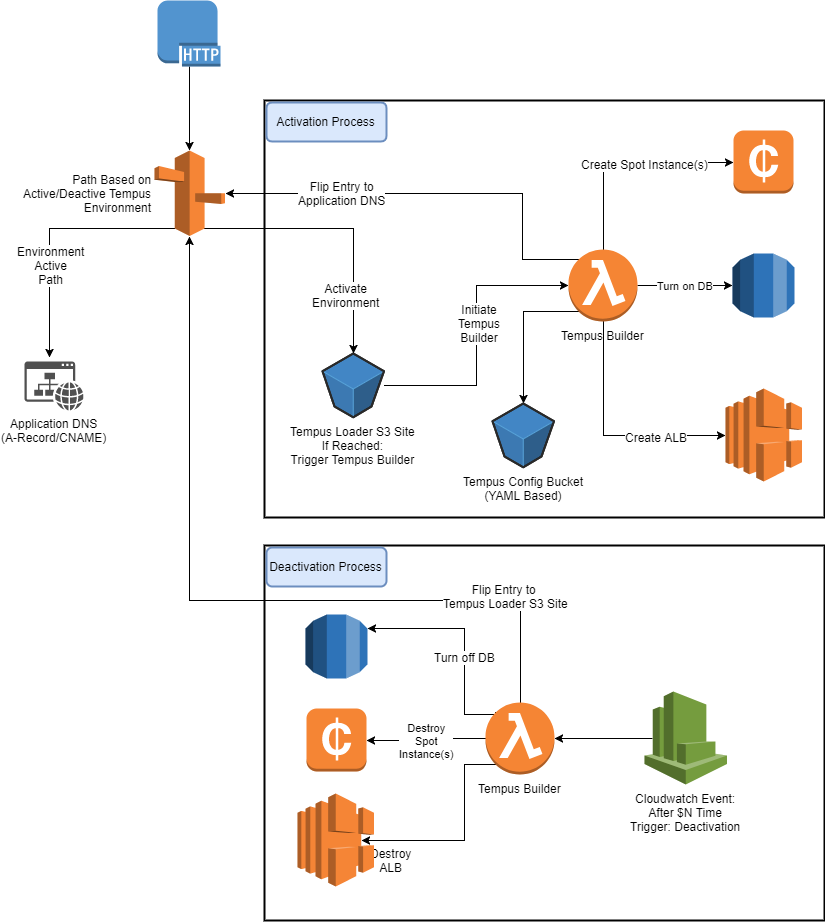 HTTP
Activation Process
Path Based on
Active/Deactive Tempus
Environment
Flip Entry to
Application DNS
Create Spot Instance(s)
¢
Environment
Active
Path
Activate
Environment
Initiate
Tempus
Builder
λ
Turn on DB
Tempus Builder
Application DNS
(A-Record/CNAME)
Tempus Loader S3 Site
If Reached:
Trigger Tempus Builder
Create ALB
Tempus Config Bucket
(YAML Based)
Deactivation Process
Flip Entry to
Tempus Loader S3 Site
Turn off DB
¢
Destroy
Spot
Instance(s)
λ
Tempus Builder
Cloudwatch Event:
After $N Time
Trigger: Deactivation
Destroy
ALB